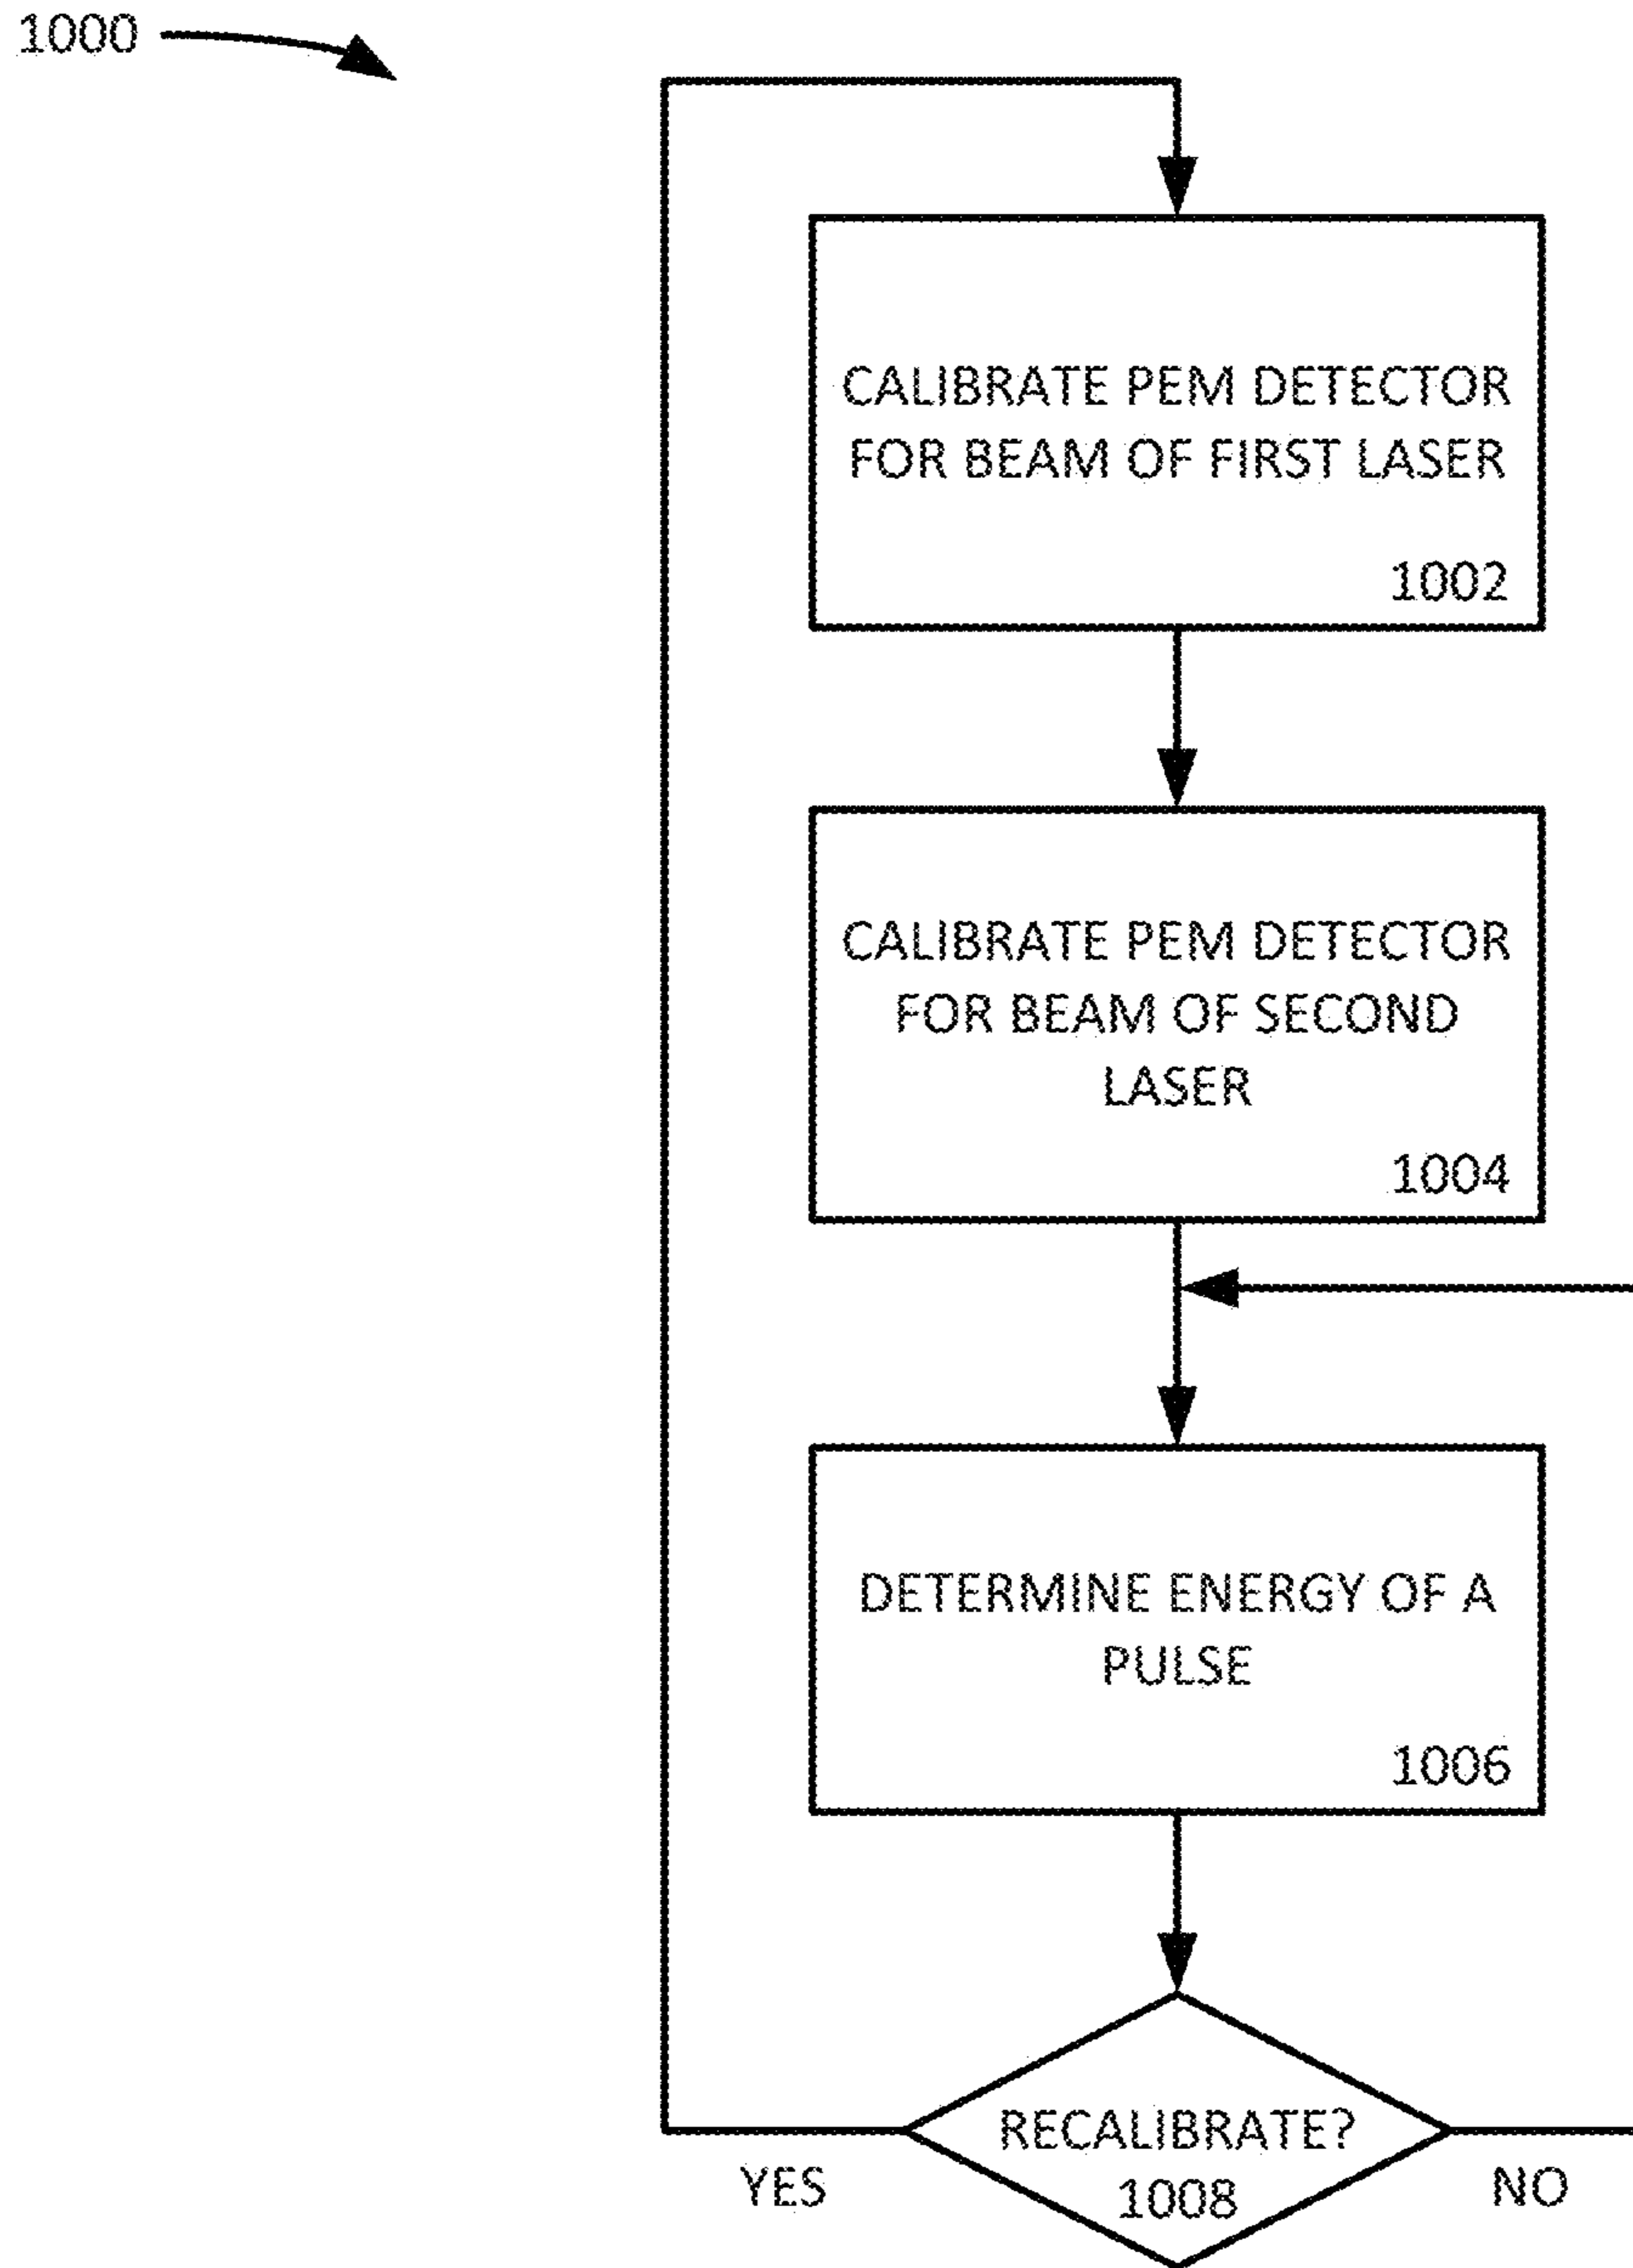 1000
CALIBRATE PEM DETECTOR
FOR BEAM OF FIRST LASER
1002
CALIBRATE PEM DETECTOR
FOR BEAM OF SECOND
LASER
1004
DETERMINE ENERGY OF A
PULSE
1006
RECALIBRATE?
1008
YES
NO